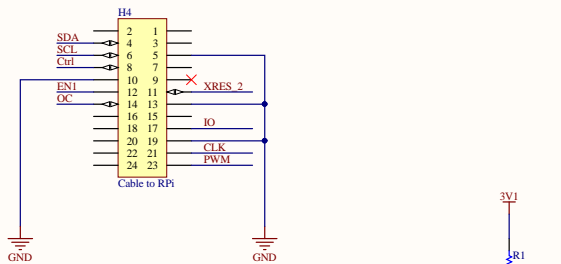 H4
2 1
SDA 4 3
SCL 6 5
Ctrl 8 7
10 9
EN1 12 11 XRES_2
OC 14 13
16 15
18 17 IO
20 19
22 21 CLK
24 23 PWM
Cable to RPi
3V1
GND GND
R1